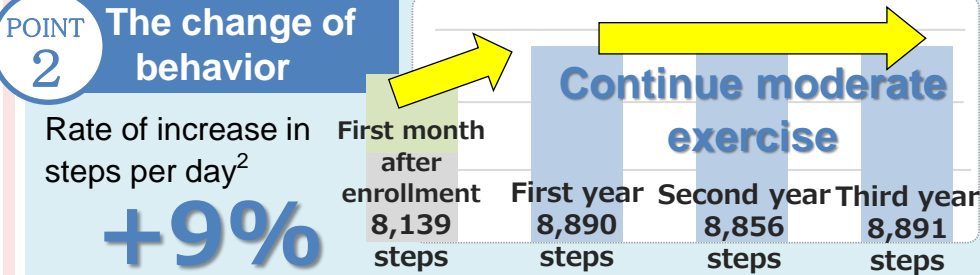 POINT
2
The change of
behavior
Rate of increase in
steps per day2
+9%
Continue moderate
exercise
First month
after
enrollment
8,139
steps
First year
8,890
steps
Second year
8,856
steps
Third year
8,891
steps